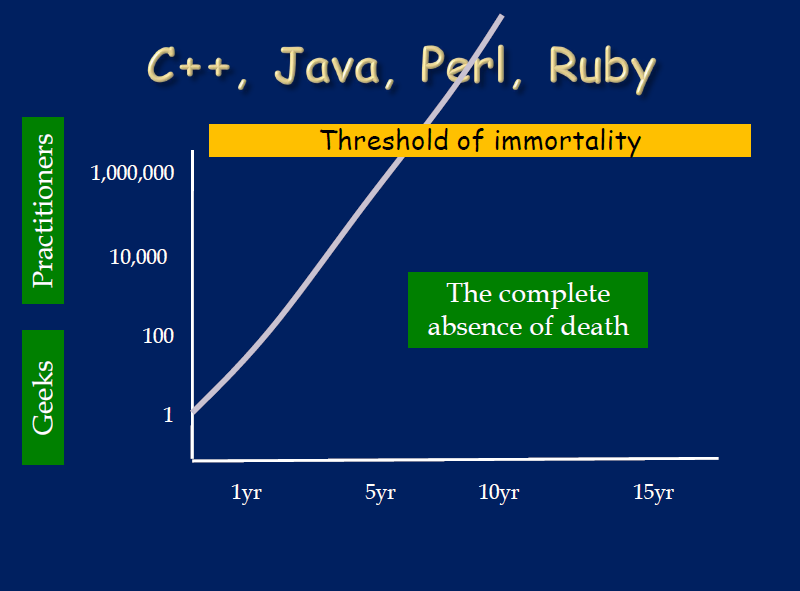 C++, Java, Perl, Ruby
Threshold of immortality
Practitioners
Geeks
1,000,000
10,000
100
1
The complete
absence of death
1yr 5yr 10yr 15yr